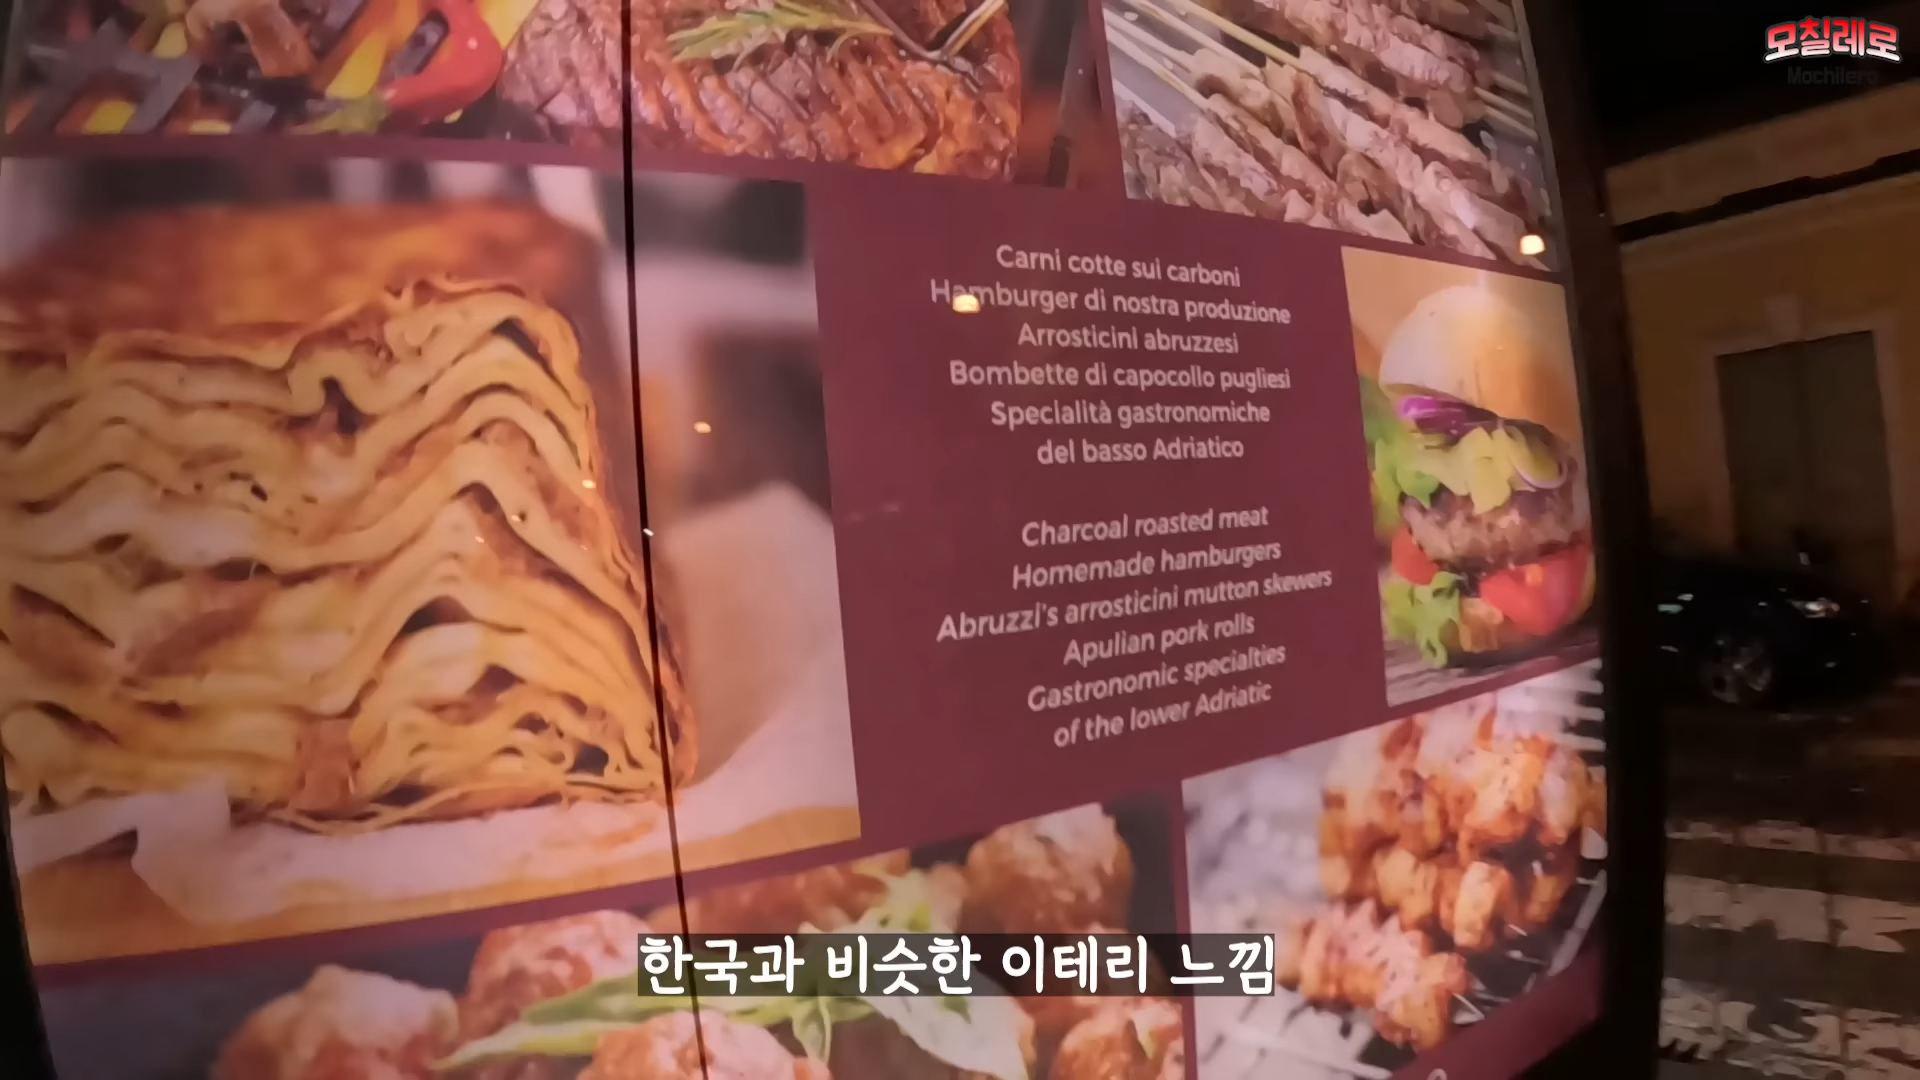 모칠레로
Mochilero
Carni cotte sui carboni
Hamburger di nostra produzione
Arrosticini abruzzesi
Bombette di capocollo pugliesi
Specialità gastronomiche
del basso Adriatico
Charcoal roasted meat
Homemade hamburgers
Abruzzi's arrosticini mutton skewers
Apulian pork rolls
Gastronomic specialties
of the lower Adriatic
한국과 비슷한 이테리 느낌